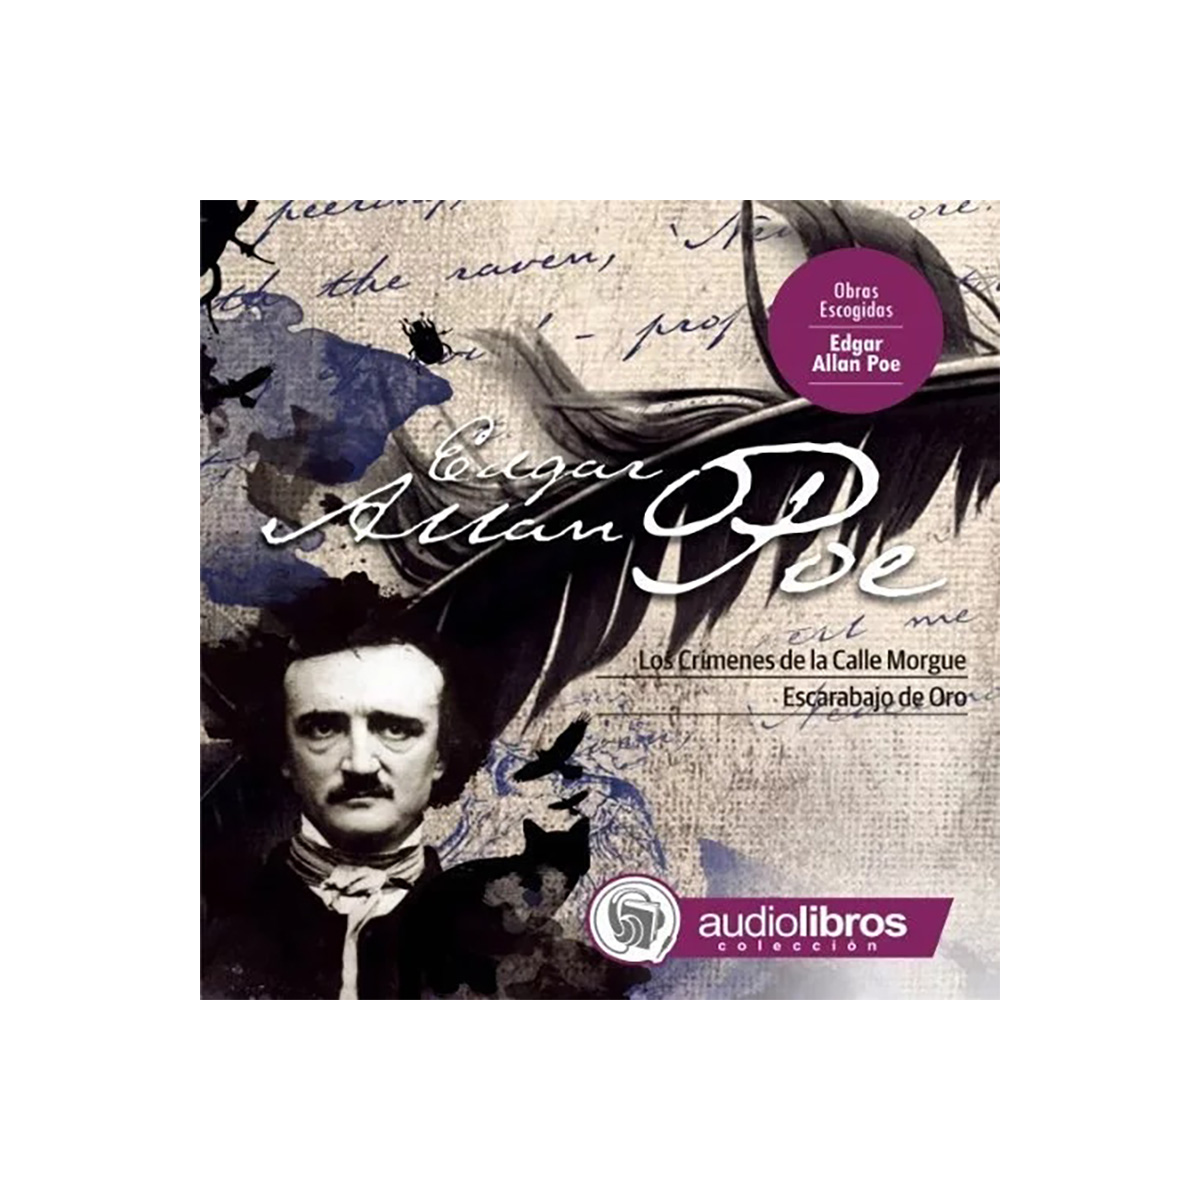 the raven,
Obras
Escogidas
Edgar
Allan Poe
Edgar
Allan Poe
me
Los Crímenes de la Calle Morgue
Escarabajo de Oro
audiolibros
colección